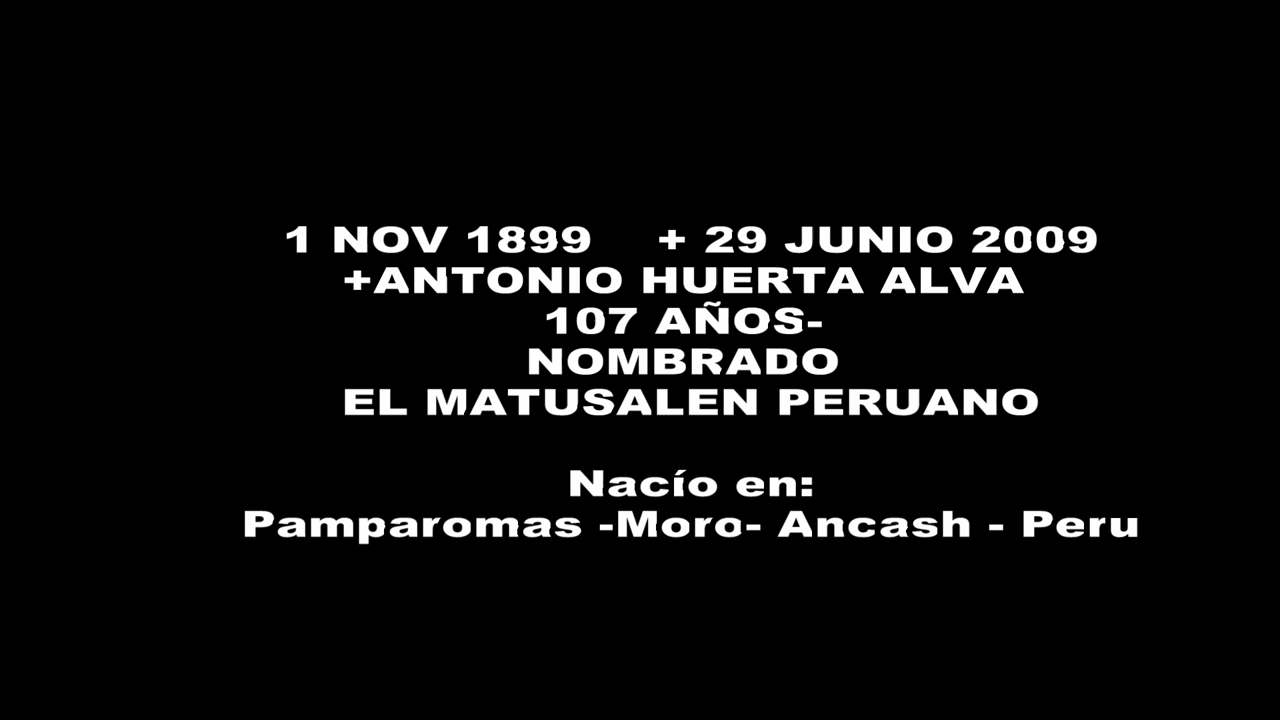 1 NOV 1899 + 29 JUNIO 2009
+ANTONIO HUERTA ALVA
107 AÑOS-
NOMBRADO
EL MATUSALEN PERUANO
Nacío en:
Pamparomas -Moro- Ancash - Peru